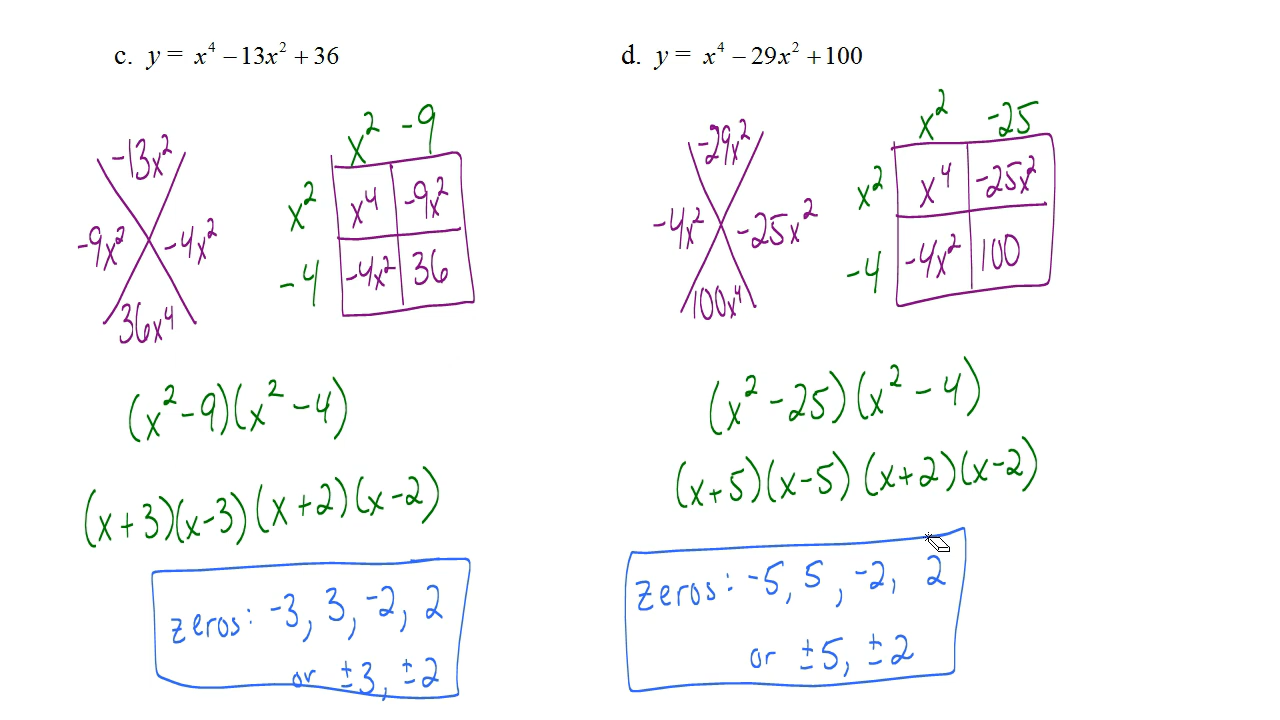 c. y = x⁴ − 13x² + 36
x² -9
-13x²
x² x⁴ -9x²
-9x² -4x²
-4 -4x² 36
36x⁴
(x² - 9)(x² - 4)
(x+3)(x-3)(x+2)(x-2)
zeros: -3, 3, -2, 2
or ±3, ±2
d. y = x⁴ − 29x² + 100
x² -25
-29x²
x² x⁴ -25x²
-4x² -25x²
-4 -4x² 100
100x⁴
(x² - 25)(x² - 4)
(x+5)(x-5)(x+2)(x-2)
zeros: -5, 5, -2, 2
or ±5, ±2